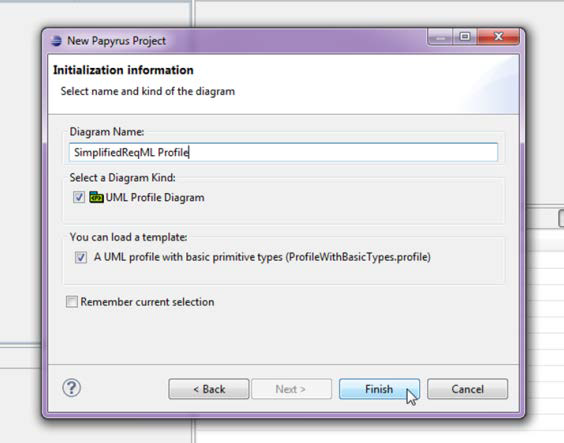 New Papyrus Project
Initialization information
Select name and kind of the diagram
Diagram Name:
SimplifiedReqML Profile
Select a Diagram Kind:
UML Profile Diagram
You can load a template:
A UML profile with basic primitive types (ProfileWithBasicTypes.profile)
Remember current selection
< Back Next > Finish Cancel